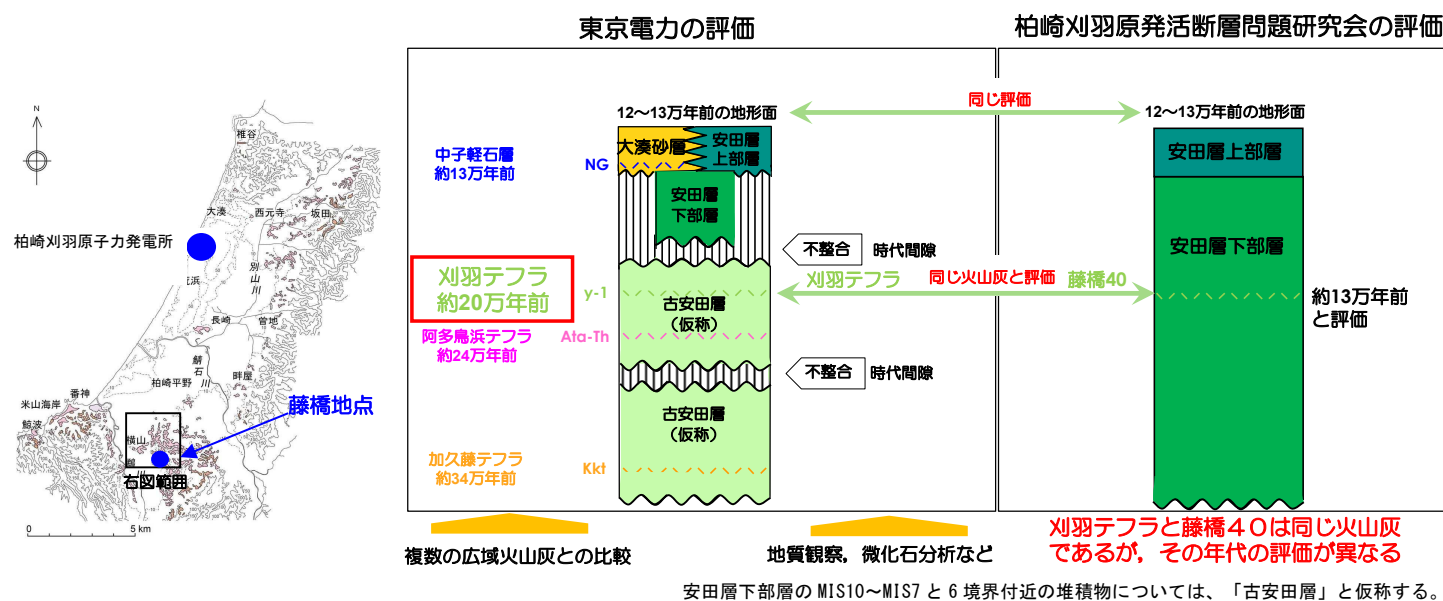 東京電力の評価
柏崎刈羽原発活断層問題研究会の評価
N
椎谷
大湊
西元寺
坂田
柏崎刈羽原子力発電所
荒浜
別山川
長崎
曽地
鯖石川
柏崎平野
畔屋
番神
米山海岸
鯨波
藤橋地点
横山
鵜
川
右図範囲
0
5 km
12～13万年前の地形面
同じ評価
12～13万年前の地形面
中子軽石層
約13万年前
NG
大湊砂層
安田層
上部層
安田層上部層
安田層
下部層
安田層下部層
不整合
時代間隙
刈羽テフラ
約20万年前
y-1
刈羽テフラ
同じ火山灰と評価
藤橋40
古安田層
（仮称）
約13万年前
と評価
阿多鳥浜テフラ
約24万年前
Ata-Th
不整合
時代間隙
古安田層
（仮称）
加久藤テフラ
約34万年前
Kkt
複数の広域火山灰との比較
地質観察，微化石分析など
刈羽テフラと藤橋４０は同じ火山灰
であるが，その年代の評価が異なる
安田層下部層の MIS10～MIS7 と 6 境界付近の堆積物については、「古安田層」と仮称する。